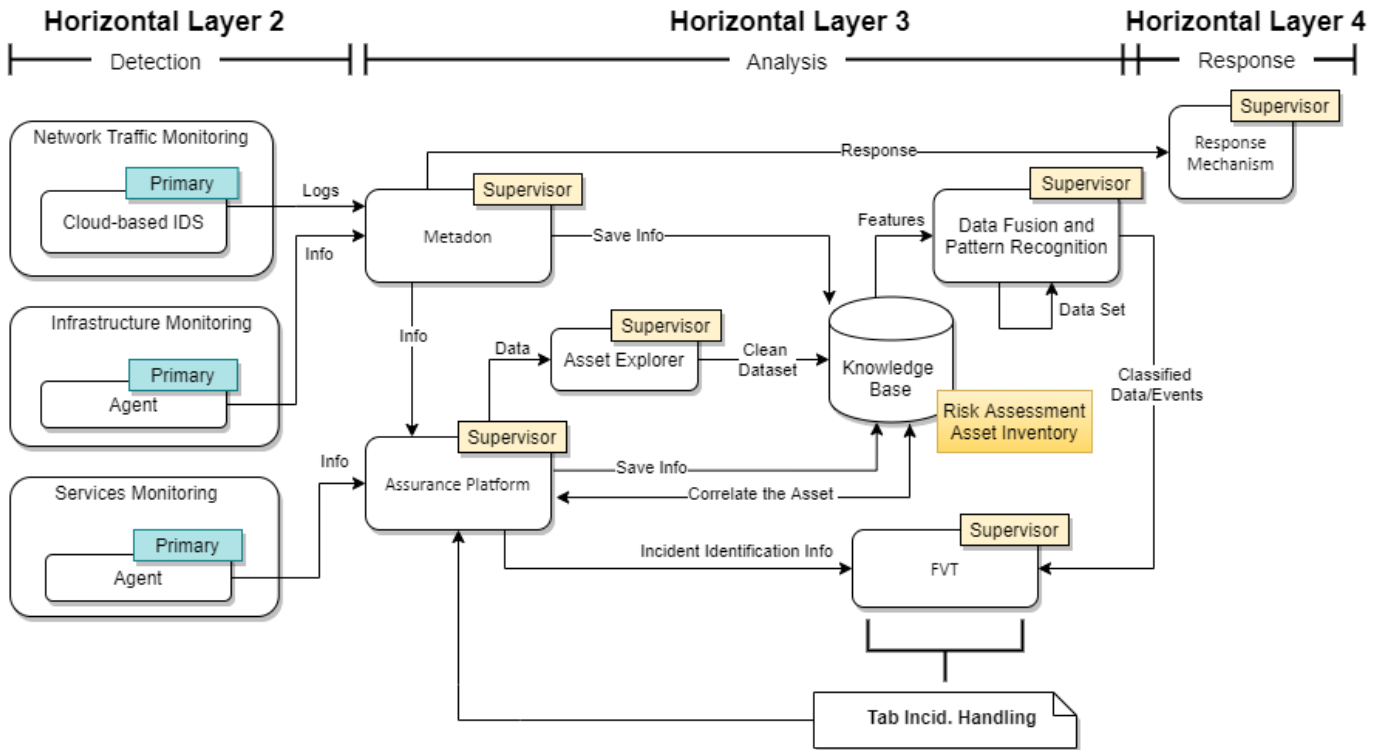 Horizontal Layer 2
Horizontal Layer 3
Horizontal Layer 4
Detection
Analysis
Response
Network Traffic Monitoring
Primary
Cloud-based IDS
Logs
Info
Infrastructure Monitoring
Primary
Agent
Services Monitoring
Primary
Agent
Info
Supervisor
Metadon
Response
Supervisor
Response
Mechanism
Save Info
Info
Features
Supervisor
Data Fusion and
Pattern Recognition
Data Set
Data
Supervisor
Asset Explorer
Clean
Dataset
Knowledge
Base
Risk Assessment
Asset Inventory
Classified
Data/Events
Supervisor
Assurance Platform
Save Info
Correlate the Asset
Incident Identification Info
Supervisor
FVT
Tab Incid. Handling